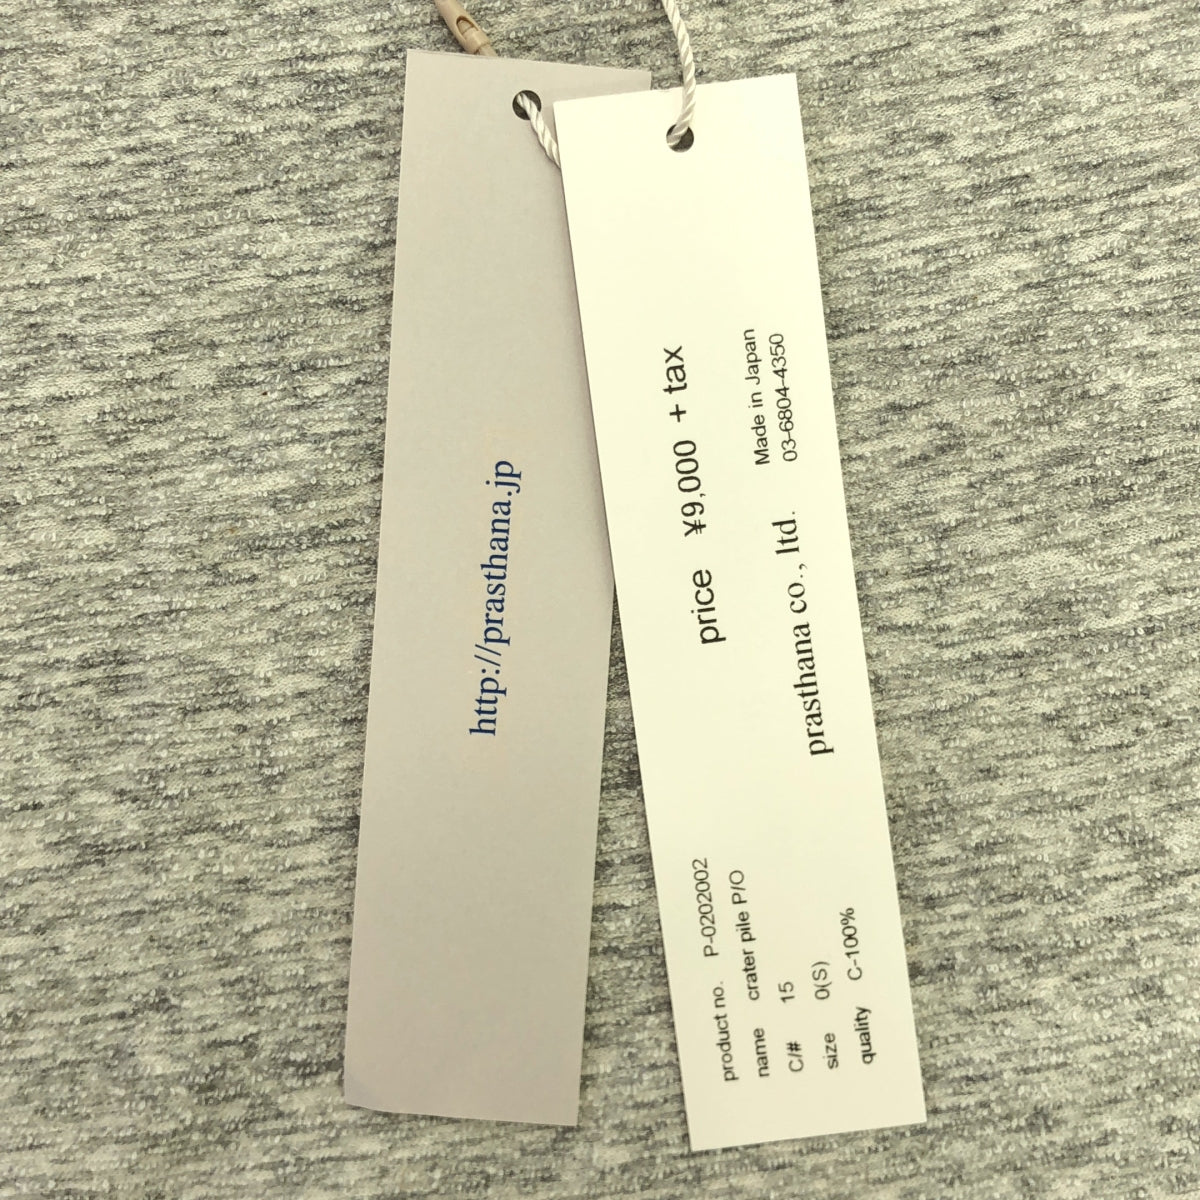 http://prasthana.jp
product no. P-0202002
name crater pile P/O
C/# 15
size 0(S)
quality C-100%
price ¥9,000 + tax
prasthana co., ltd.
Made in Japan
03-6804-4350